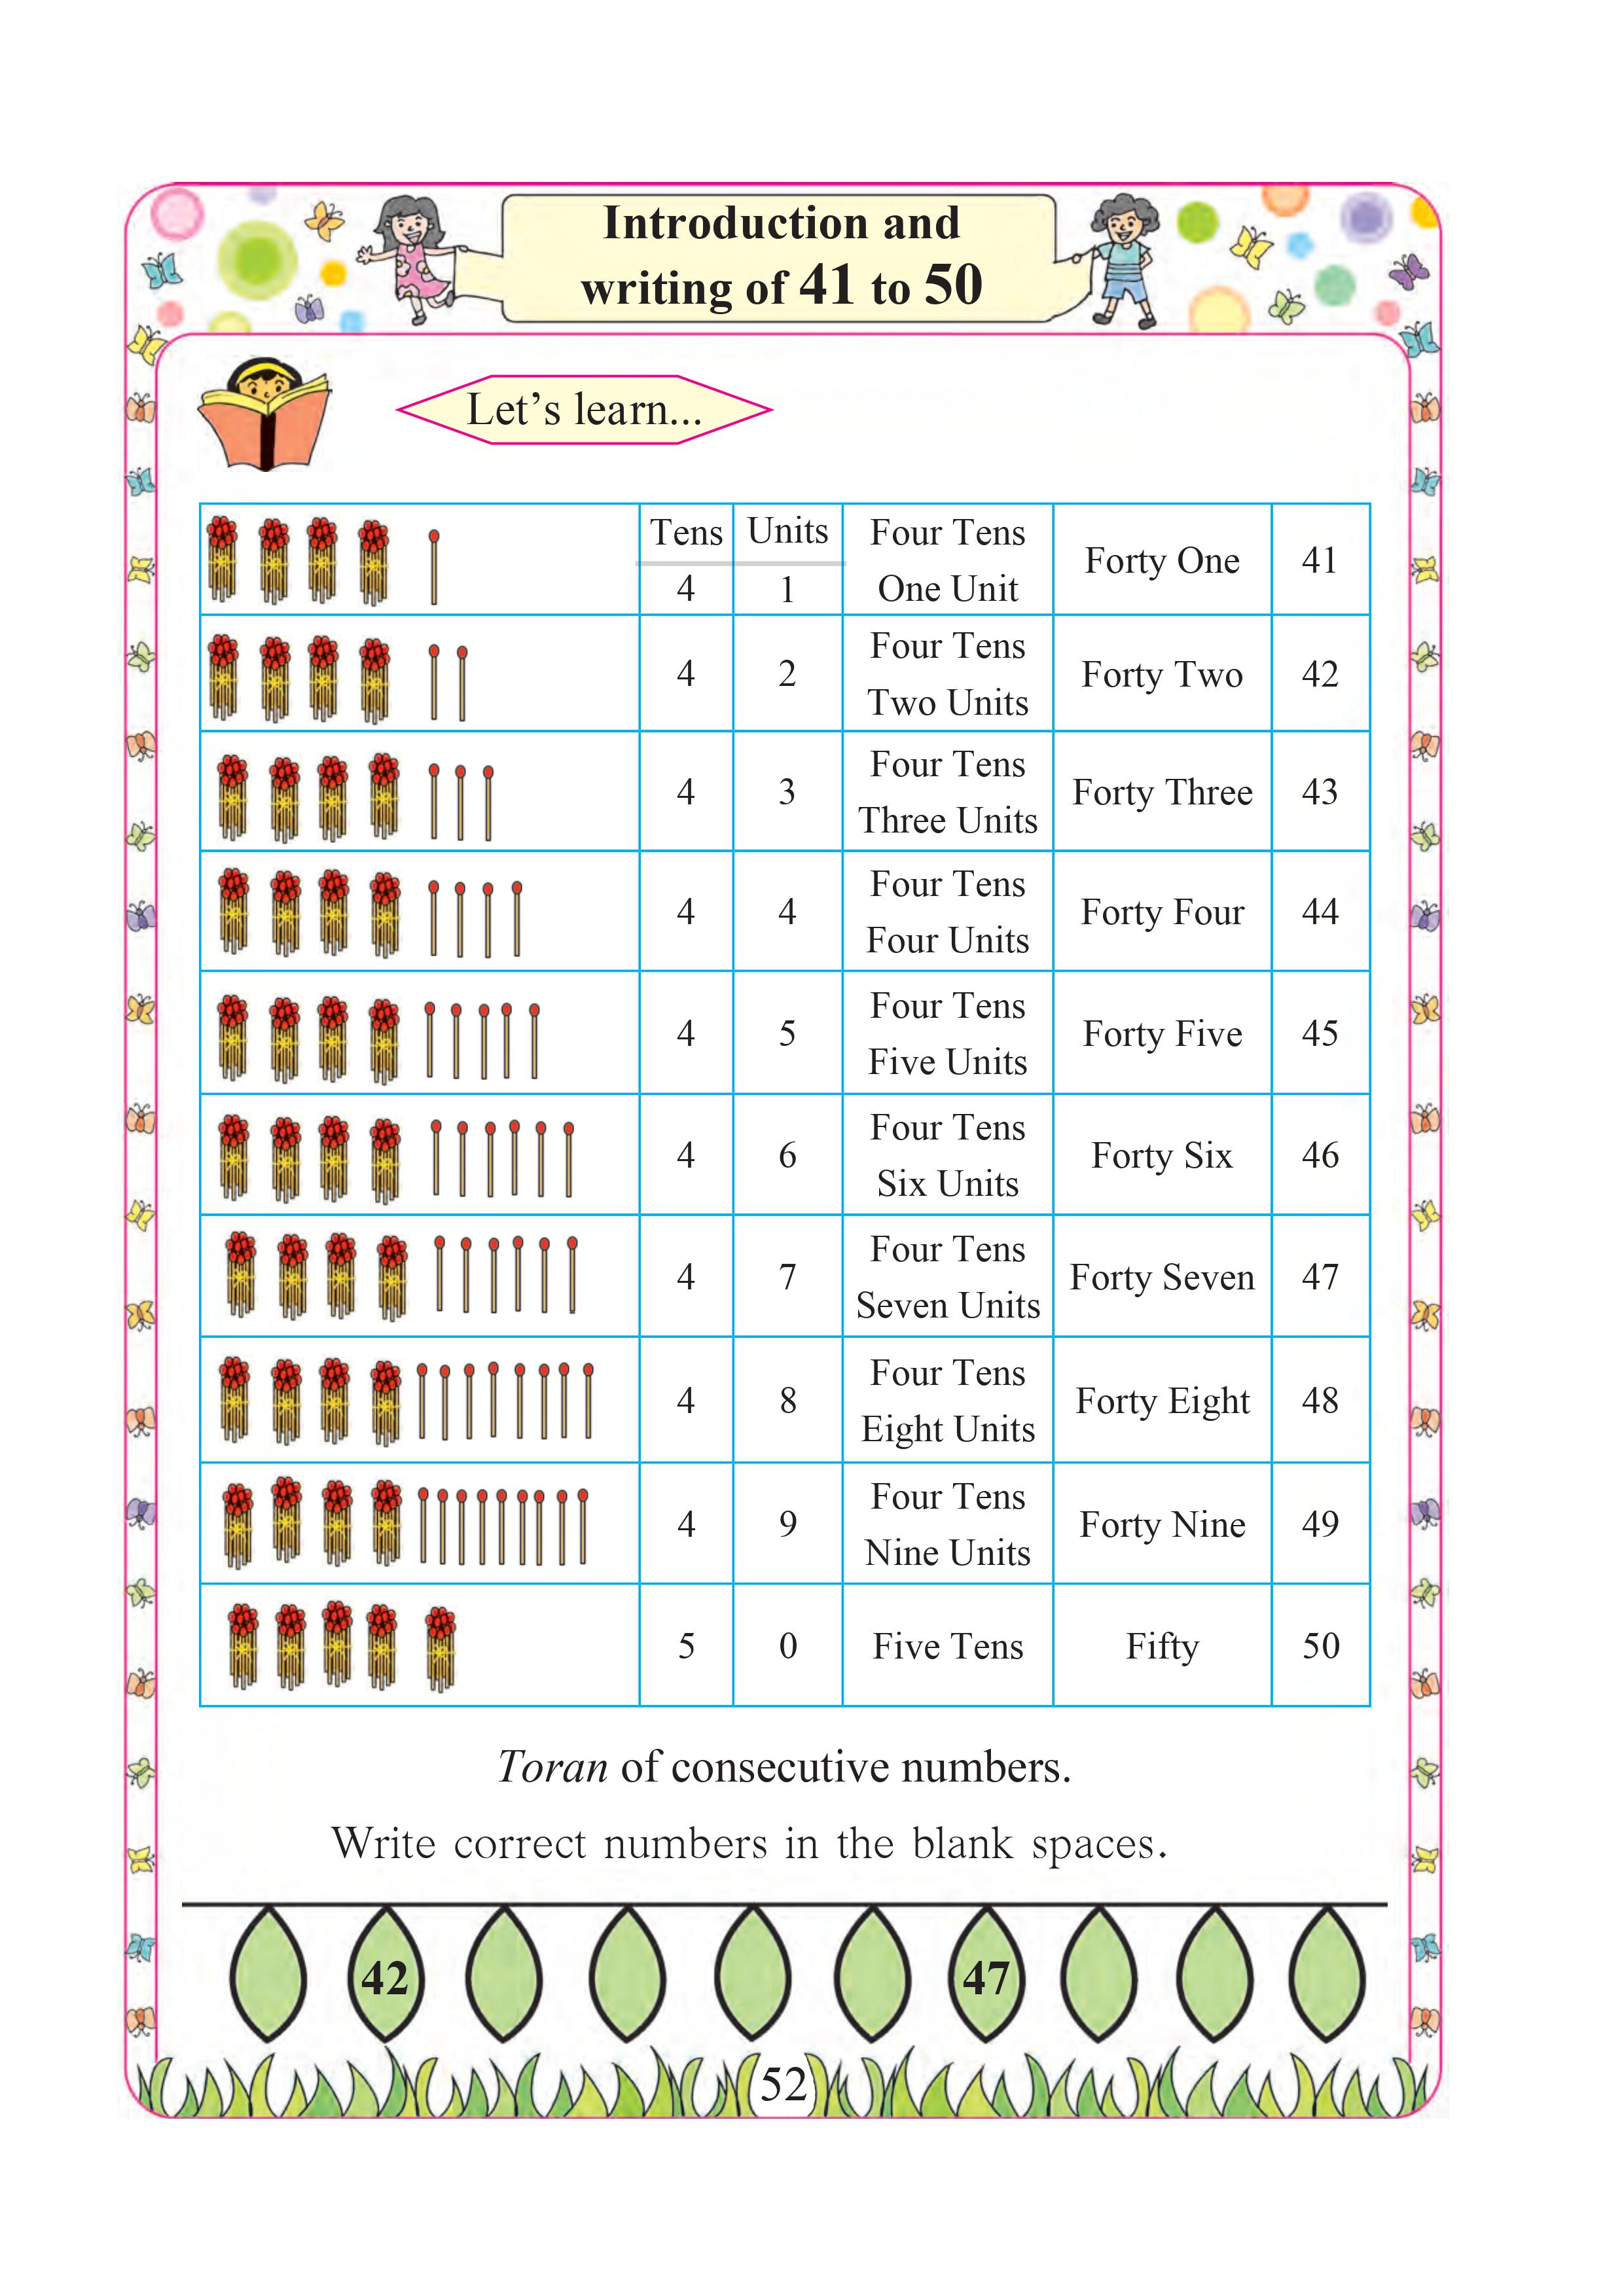 Introduction and
writing of 41 to 50
Let’s learn...
Tens Units Four Tens Forty One 41
4 1 One Unit
4 2 Four Tens Two Units Forty Two 42
4 3 Four Tens Three Units Forty Three 43
4 4 Four Tens Four Units Forty Four 44
4 5 Four Tens Five Units Forty Five 45
4 6 Four Tens Six Units Forty Six 46
4 7 Four Tens Seven Units Forty Seven 47
4 8 Four Tens Eight Units Forty Eight 48
4 9 Four Tens Nine Units Forty Nine 49
5 0 Five Tens Fifty 50
Toran of consecutive numbers.
Write correct numbers in the blank spaces.
42 47
52